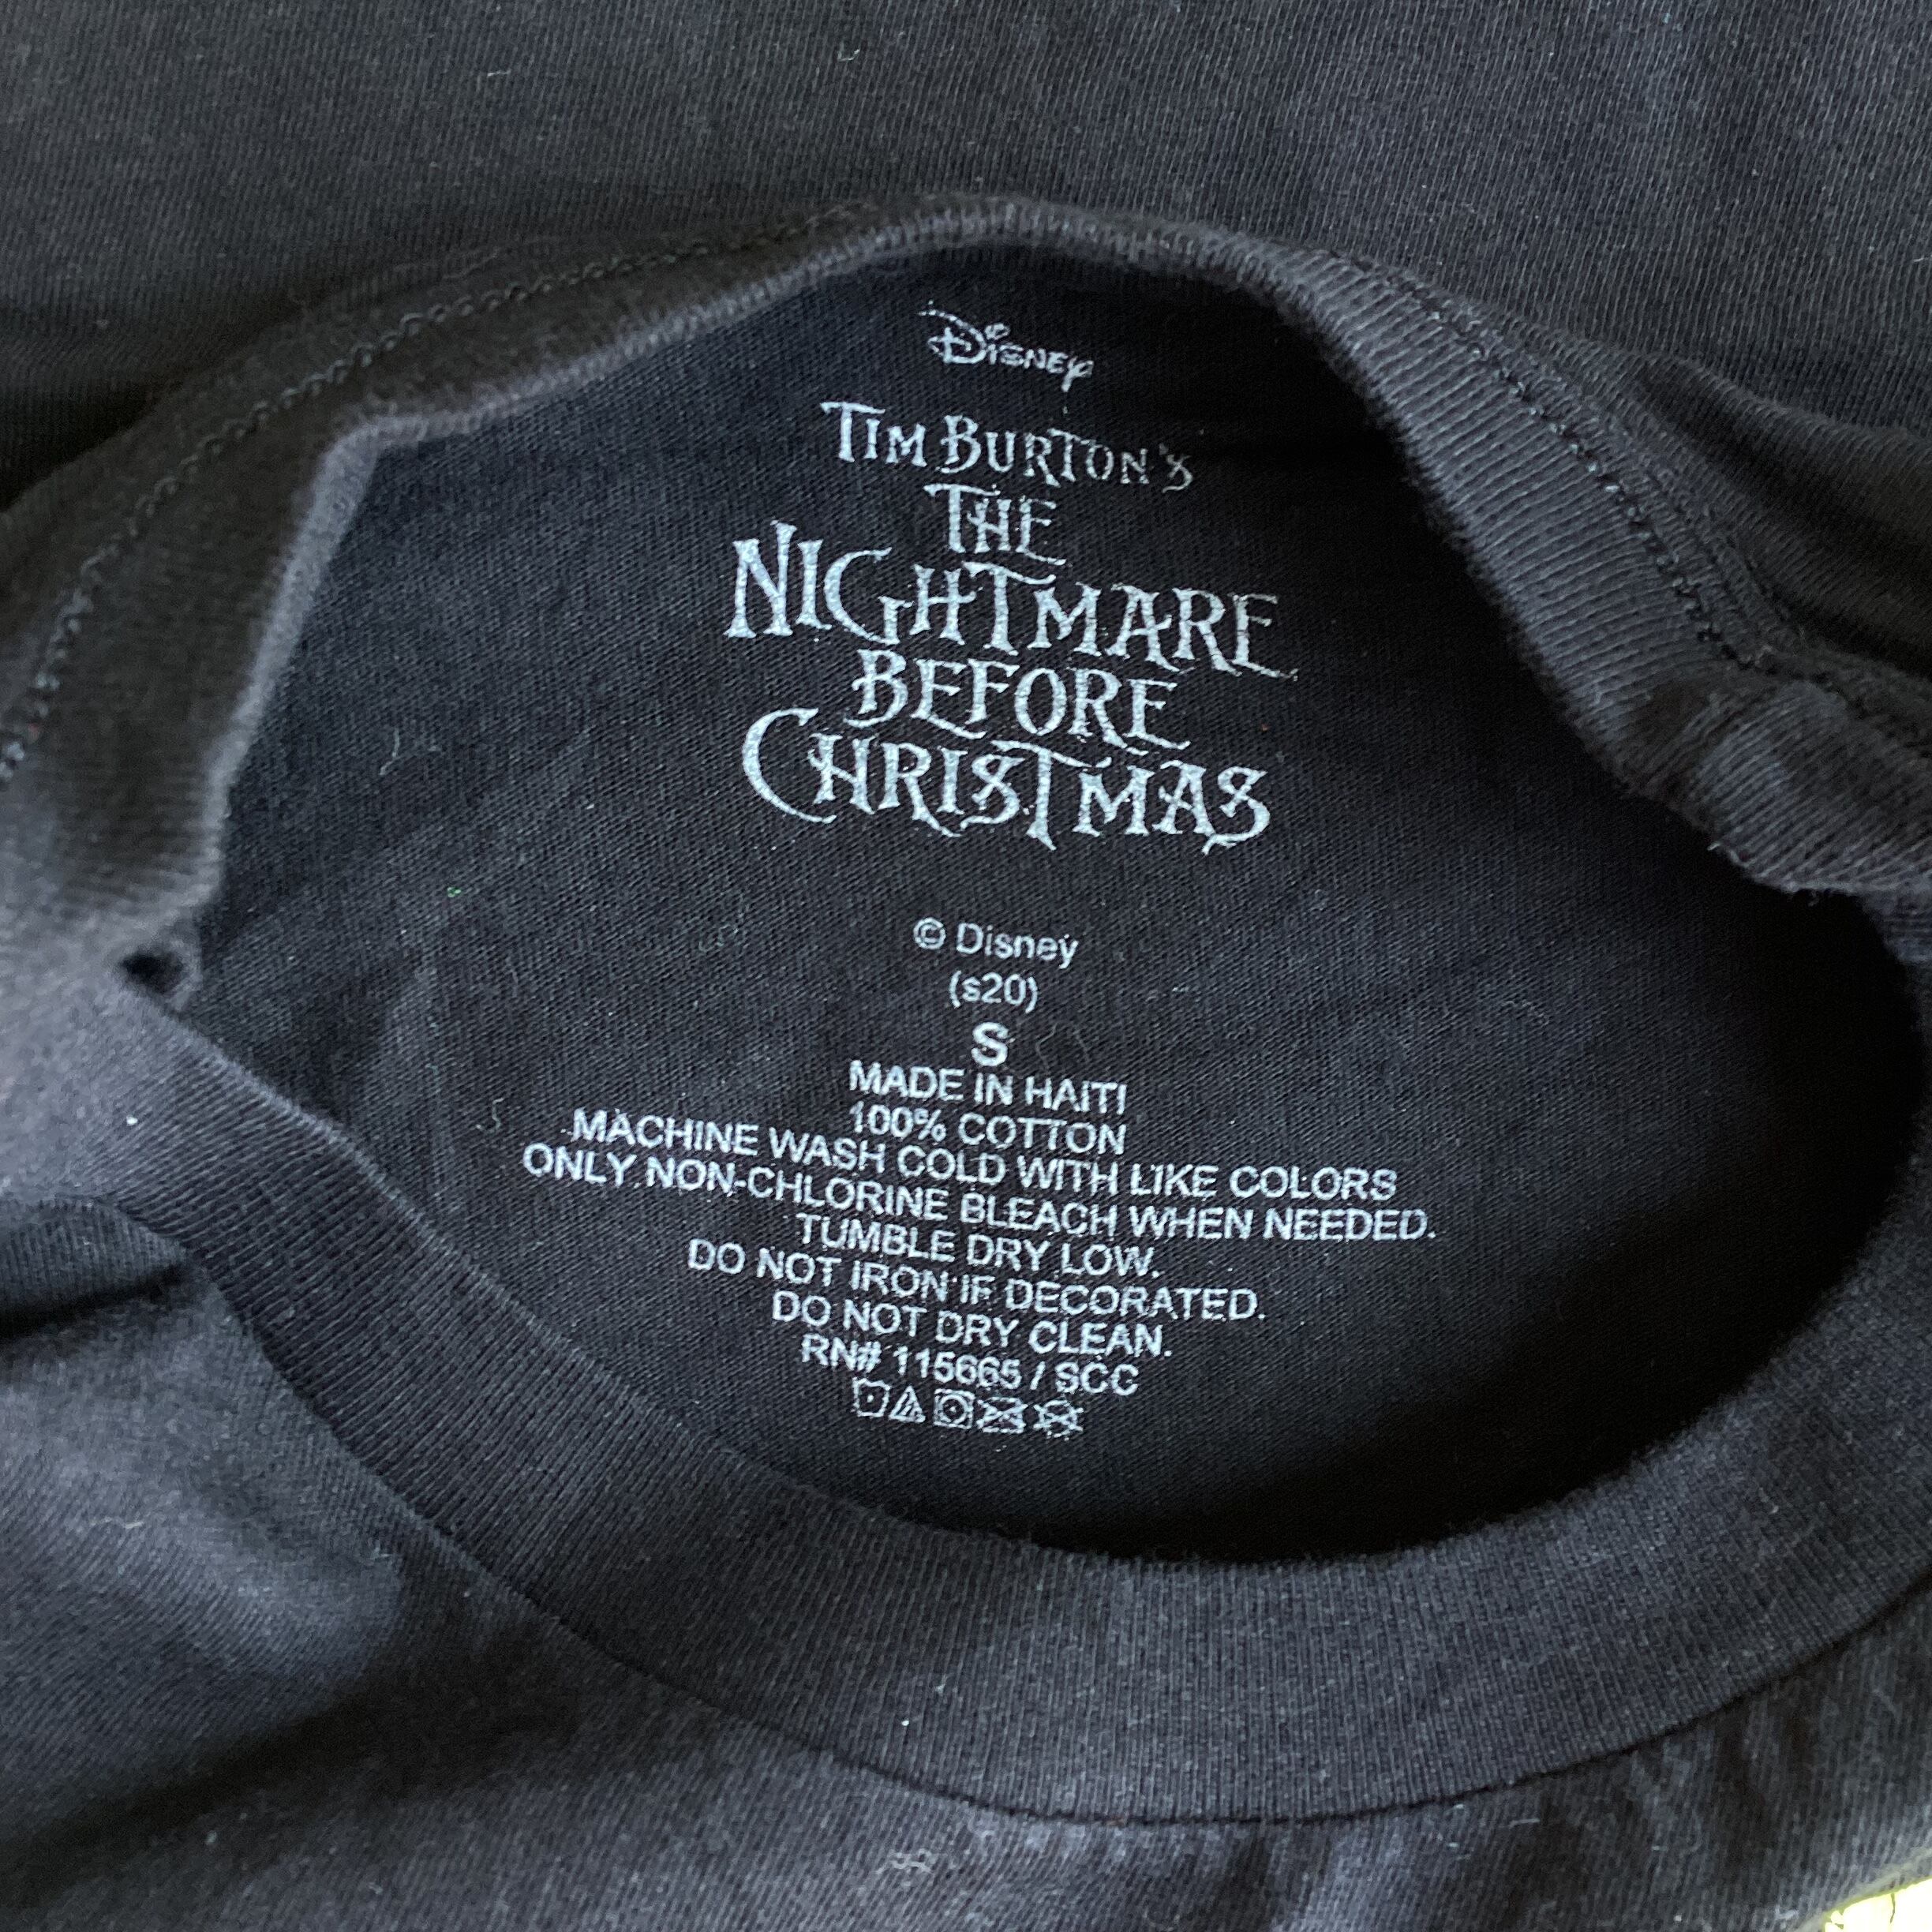 Disney
TIM BURTON'S
THE
NIGHTMARE
BEFORE
CHRISTMAS
© Disney
(s20)
S
MADE IN HAITI
100% COTTON
MACHINE WASH COLD WITH LIKE COLORS
ONLY NON-CHLORINE BLEACH WHEN NEEDED.
TUMBLE DRY LOW.
DO NOT IRON IF DECORATED.
DO NOT DRY CLEAN.
RN# 115665 / SCC